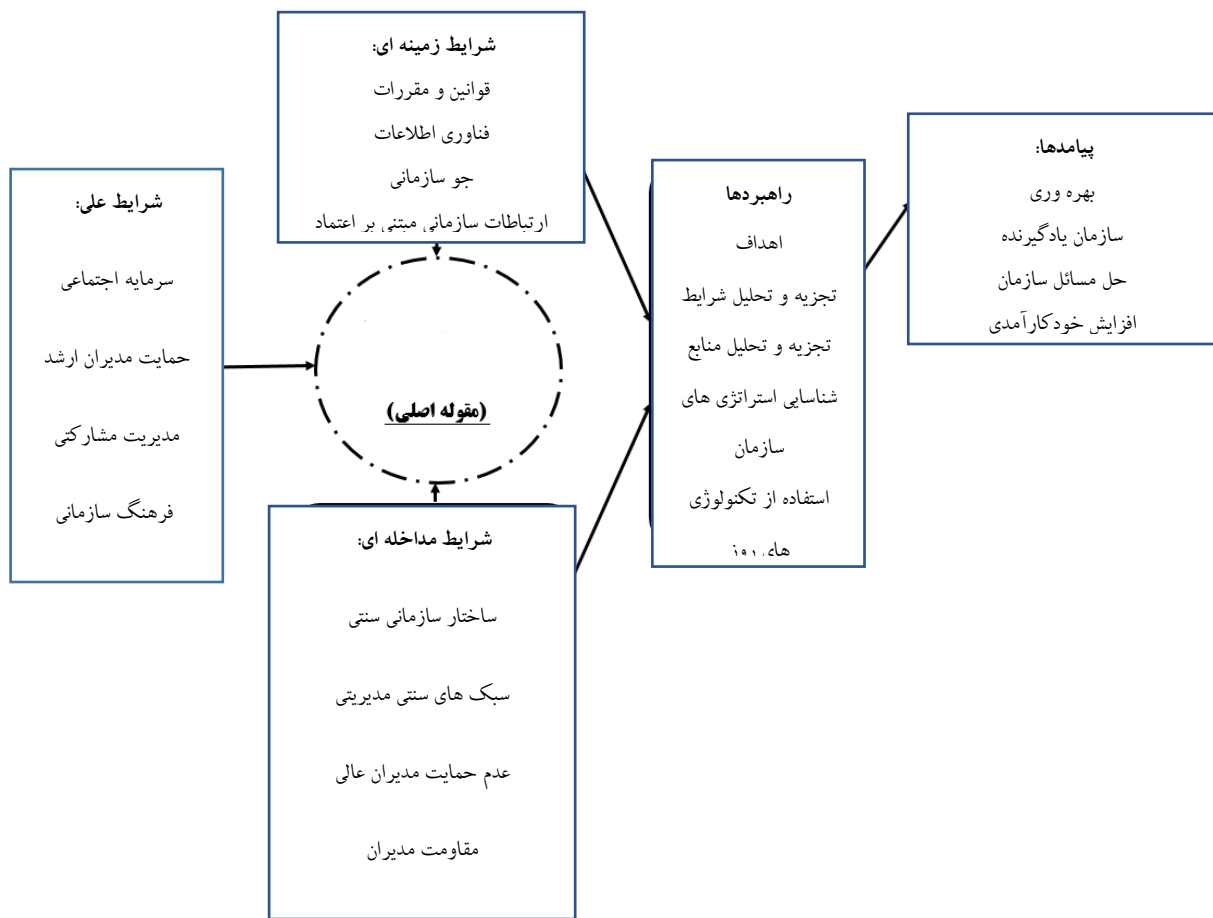 شرایط زمینه ای:
قوانین و مقررات
فناوری اطلاعات
جو سازمانی
ارتباطات سازمانی مبتنی بر اعتماد
شرایط علی:
سرمایه اجتماعی
حمایت مدیران ارشد
مدیریت مشارکتی
فرهنگ سازمانی
(مقوله اصلی)
شرایط مداخله ای:
ساختار سازمانی سنتی
سبک های سنتی مدیریتی
عدم حمایت مدیران عالی
مقاومت مدیران
راهبردها
اهداف
تجزیه و تحلیل شرایط
تجزیه و تحلیل منابع
شناسایی استراتژی های
سازمان
استفاده از تکنولوژی
های روز
پیامدها:
بهره وری
سازمان یادگیرنده
حل مسائل سازمان
افزایش خودکارآمدی